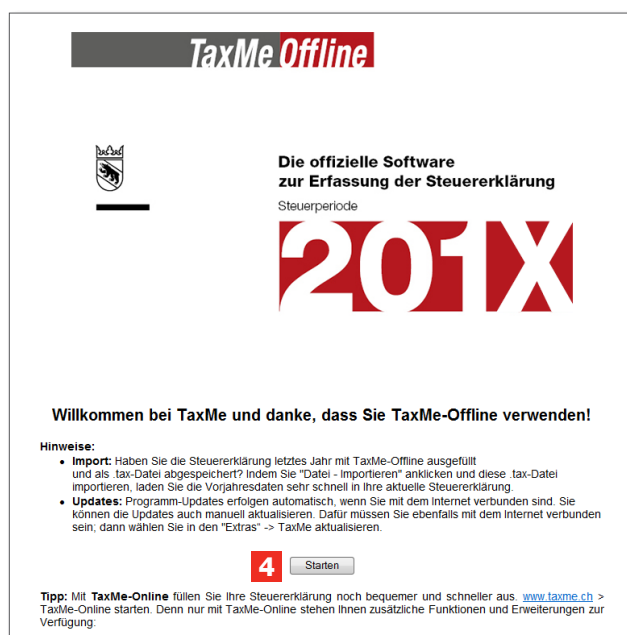 TaxMe Offline
Die offizielle Software
zur Erfassung der Steuererklärung
Steuerperiode
201X
Willkommen bei TaxMe und danke, dass Sie TaxMe-Offline verwenden!
Hinweise:
• Import: Haben Sie die Steuererklärung letztes Jahr mit TaxMe-Offline ausgefüllt
und als .tax-Datei abgespeichert? Indem Sie "Datei - Importieren" anklicken und diese .tax-Datei
importieren, laden Sie die Vorjahresdaten sehr schnell in Ihre aktuelle Steuererklärung.
• Updates: Programm-Updates erfolgen automatisch, wenn Sie mit dem Internet verbunden sind. Sie
können die Updates auch manuell aktualisieren. Dafür müssen Sie ebenfalls mit dem Internet verbunden
sein; dann wählen Sie in den "Extras" -> TaxMe aktualisieren.
4 Starten
Tipp: Mit TaxMe-Online füllen Sie Ihre Steuererklärung noch bequemer und schneller aus. www.taxme.ch >
TaxMe-Online starten. Denn nur mit TaxMe-Online stehen Ihnen zusätzliche Funktionen und Erweiterungen zur
Verfügung: